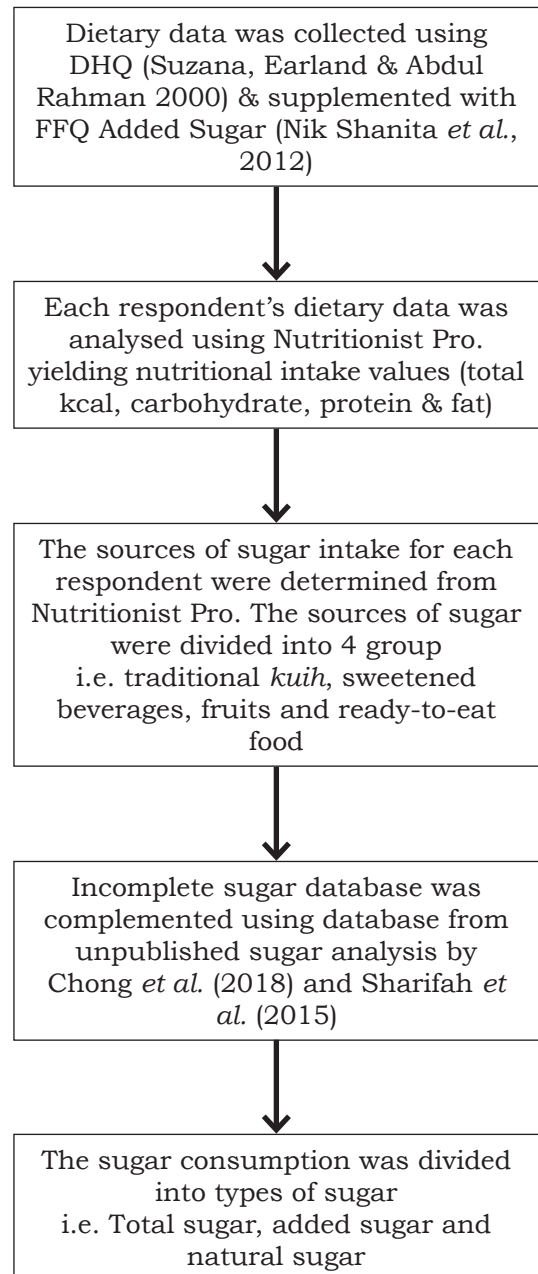 Dietary data was collected using
DHQ (Suzana, Earland & Abdul
Rahman 2000) & supplemented with
FFQ Added Sugar (Nik Shanita et al.,
2012)
Each respondent’s dietary data was
analysed using Nutritionist Pro.
yielding nutritional intake values (total
kcal, carbohydrate, protein & fat)
The sources of sugar intake for each
respondent were determined from
Nutritionist Pro. The sources of sugar
were divided into 4 group
i.e. traditional kuih, sweetened
beverages, fruits and ready-to-eat
food
Incomplete sugar database was
complemented using database from
unpublished sugar analysis by
Chong et al. (2018) and Sharifah et
al. (2015)
The sugar consumption was divided
into types of sugar
i.e. Total sugar, added sugar and
natural sugar